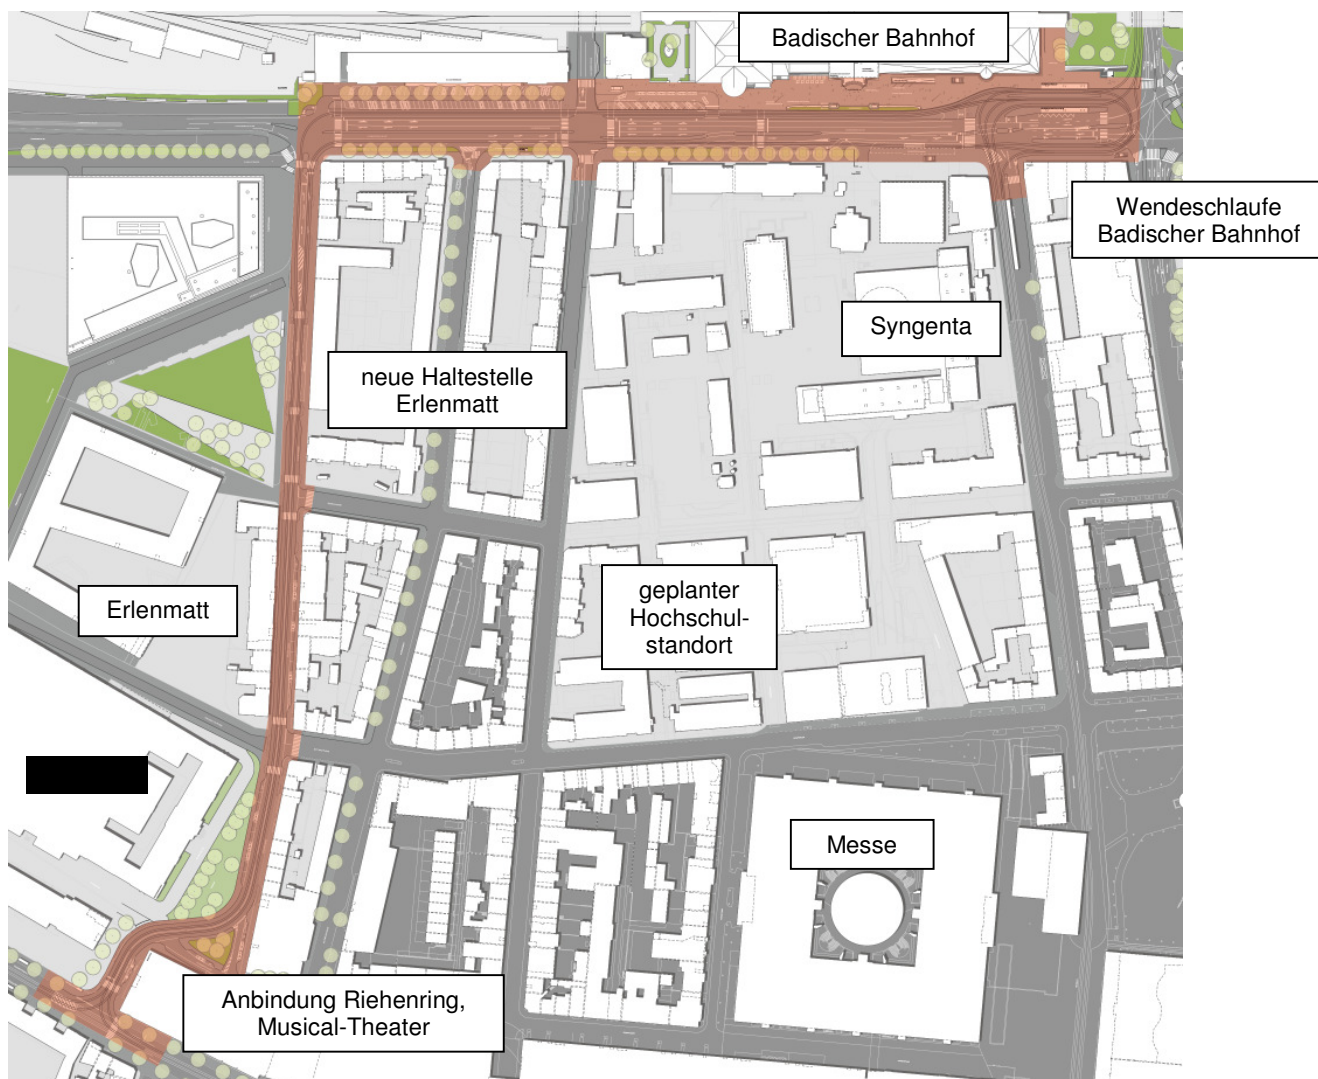 Badischer Bahnhof
Wendeschlaufe
Badischer Bahnhof
Syngenta
neue Haltestelle
Erlenmatt
geplanter
Hochschul-
standort
Erlenmatt
Messe
Anbindung Riehenring,
Musical-Theater